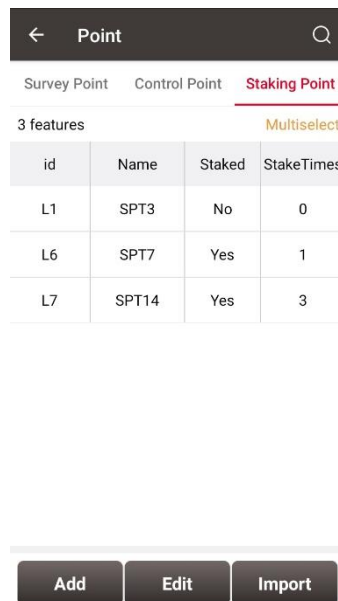 Point
Survey Point Control Point Staking Point
3 features Multiselect
id Name Staked StakeTimes
L1 SPT3 No 0
L6 SPT7 Yes 1
L7 SPT14 Yes 3
Add Edit Import